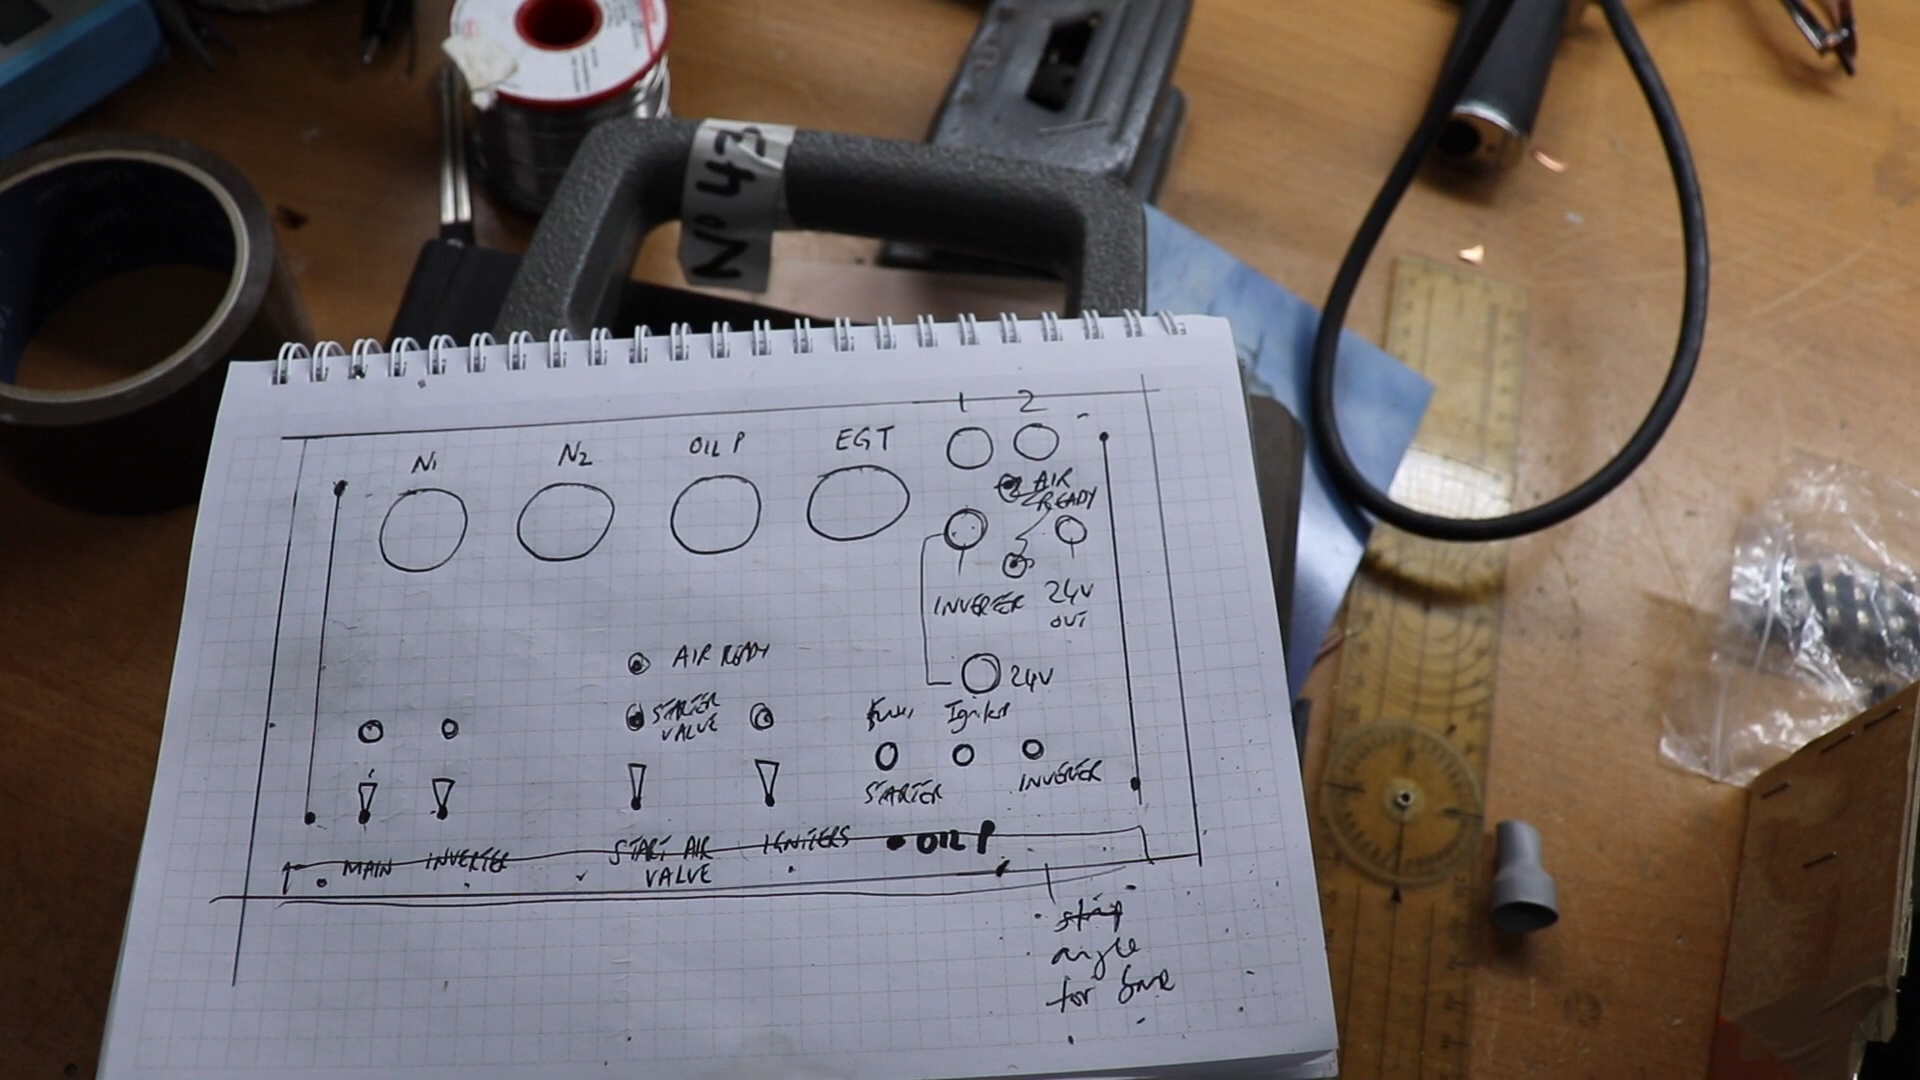 NO 43
1 2
N1 N2 OIL P EGT
AIR
READY
INVERTER 24V
OUT
AIR READY
24V
STARTER
VALVE
STARTER
INVERTER
MAIN INVERTER START AIR IGNITERS • OIL P
VALVE
strip
angle
for